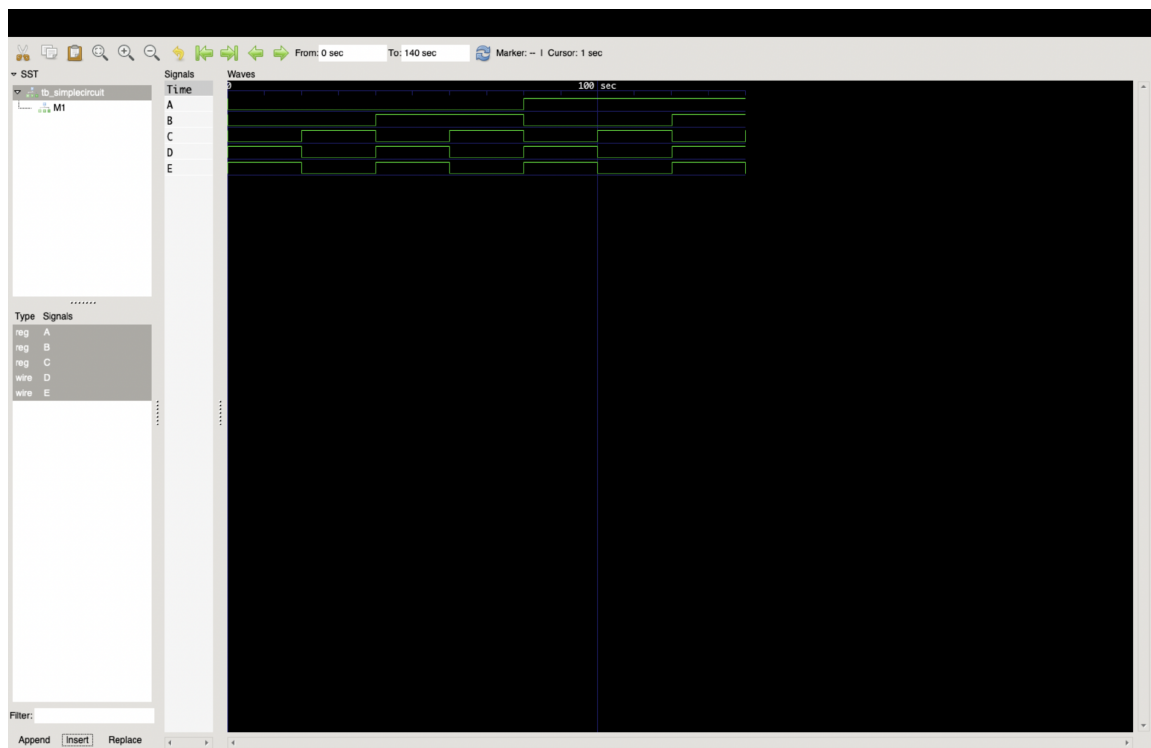 From: 0 sec To: 140 sec Marker: -- | Cursor: 1 sec
SST
tb_simplecircuit
M1
Type Signals
reg A
reg B
reg C
wire D
wire E
Filter:
Append Insert Replace
Signals
Time
A
B
C
D
E
Waves
0 100 sec